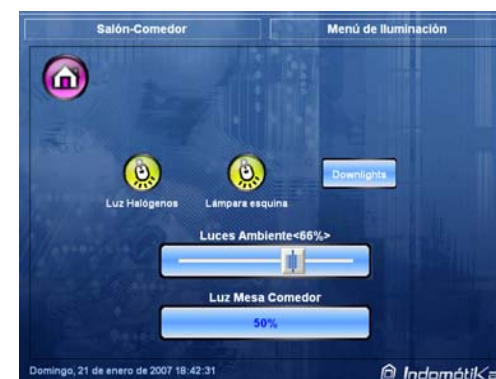 Salón-Comedor
Menú de Iluminación
Downlights
Luz Halógenos
Lámpara esquina
Luces Ambiente<66%>
Luz Mesa Comedor
50%
Domingo, 21 de enero de 2007 18:42:31
IndomótiKa